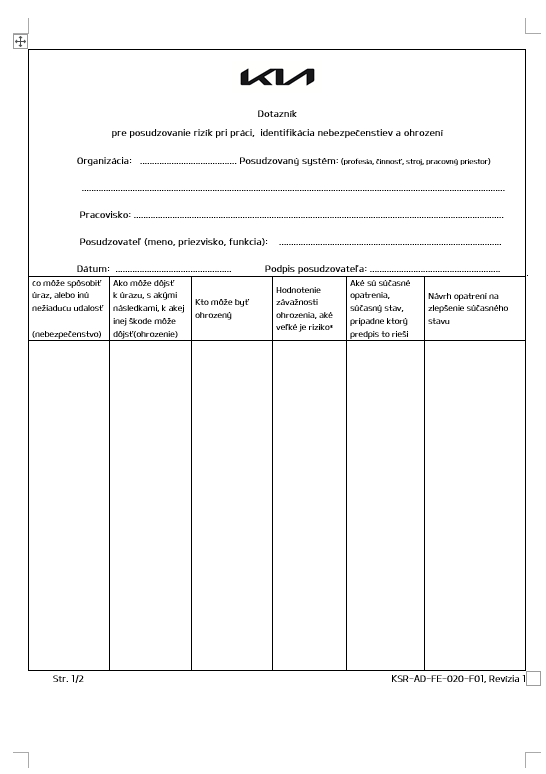 KIA
Dotazník
pre posudzovanie rizík pri práci, identifikácia nebezpečenstiev a ohrození
Organizácia: ..................................... Posudzovaný systém: (profesia, činnosť, stroj, pracovný priestor)
................................................................................................................................................................
Pracovisko: ............................................................................................................................................
Posudzovateľ (meno, priezvisko, funkcia): ....................................................................................
Dátum: ............................................ Podpis posudzovateľa: .................................................
čo môže spôsobiť
úraz, alebo inú
nežiaducu udalosť
(nebezpečenstvo)
Ako môže dôjsť
k úrazu, s akými
následkami, k akej
inej škode môže
dôjsť(ohrozenie)
Kto môže byť
ohrozený
Hodnotenie
závažnosti
ohrozenia, aké
veľké je riziko*
Aké sú súčasné
opatrenia,
súčasný stav,
prípadne ktorý
predpis to rieši
Návrh opatrení na
zlepšenie súčasného
stavu
Str. 1/2
KSR-AD-FE-020-F01, Revízia 1